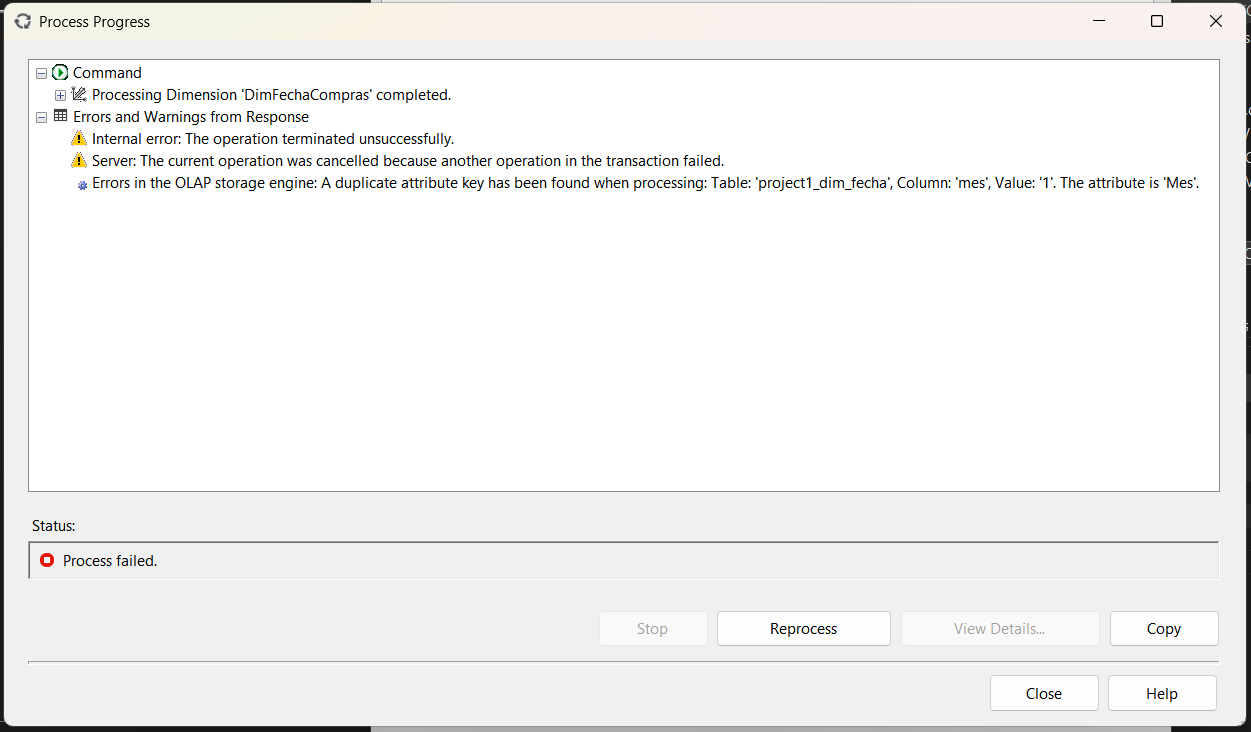 Process Progress
Command
Processing Dimension 'DimFechaCompras' completed.
Errors and Warnings from Response
Internal error: The operation terminated unsuccessfully.
Server: The current operation was cancelled because another operation in the transaction failed.
Errors in the OLAP storage engine: A duplicate attribute key has been found when processing: Table: 'project1_dim_fecha', Column: 'mes', Value: '1'. The attribute is 'Mes'.
Status:
Process failed.
Stop
Reprocess
View Details...
Copy
Close
Help